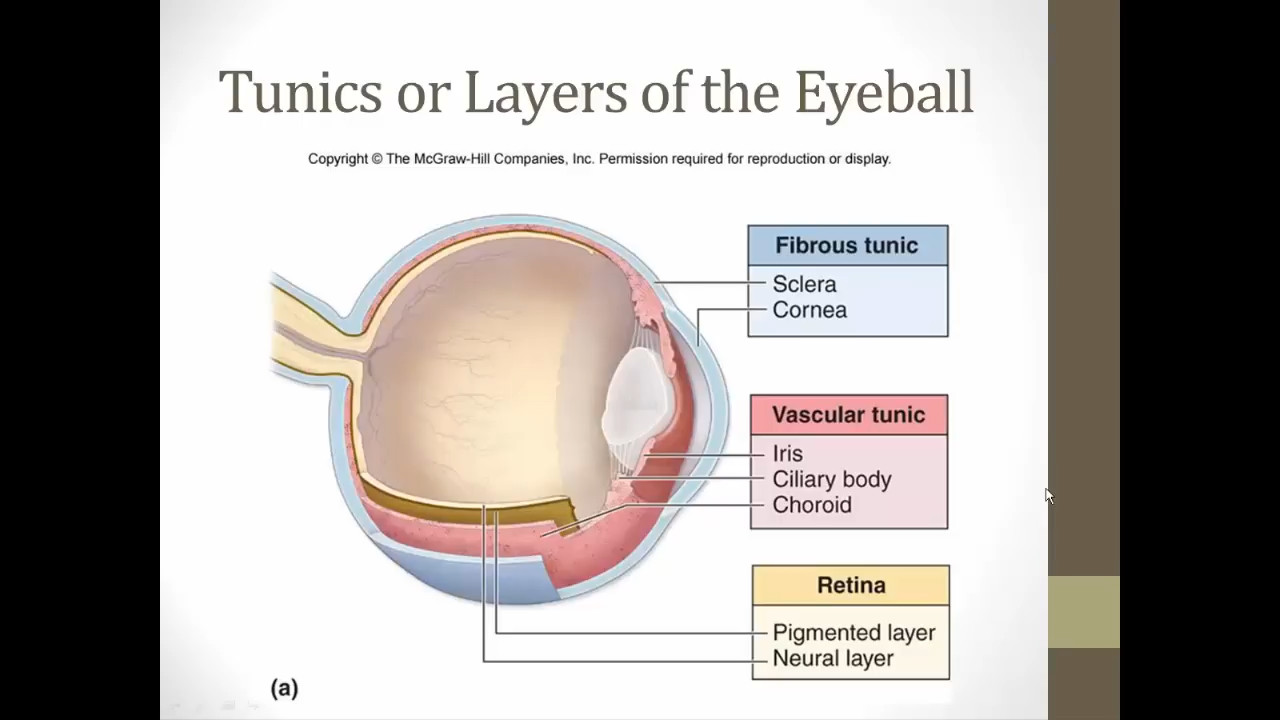 Tunics or Layers of the Eyeball
Copyright © The McGraw-Hill Companies, Inc. Permission required for reproduction or display.
Fibrous tunic
Sclera
Cornea
Vascular tunic
Iris
Ciliary body
Choroid
Retina
Pigmented layer
Neural layer
(a)